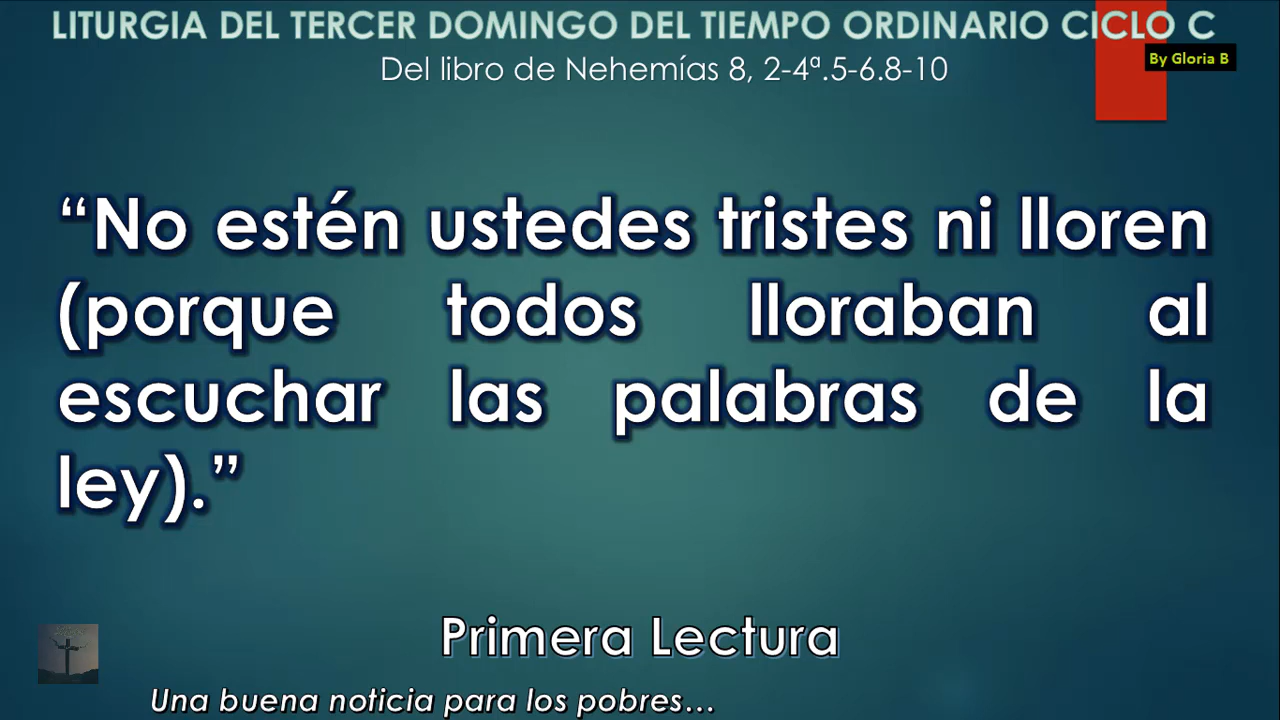 LITURGIA DEL TERCER DOMINGO DEL TIEMPO ORDINARIO CICLO C
By Gloria B
Del libro de Nehemías 8, 2-4ª.5-6.8-10
“No estén ustedes tristes ni lloren
(porque todos lloraban al
escuchar las palabras de la
ley).”
Primera Lectura
Una buena noticia para los pobres...